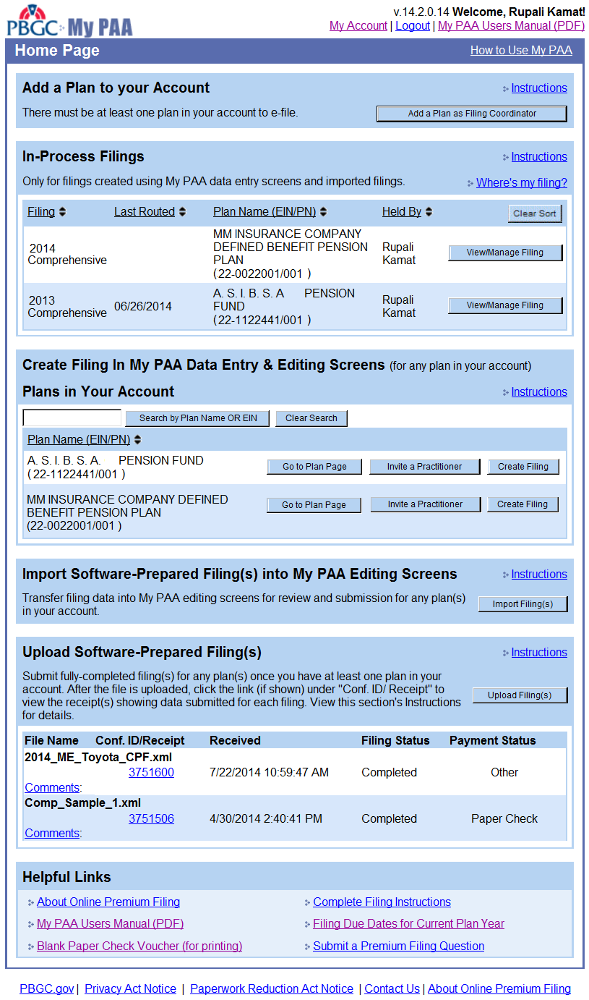 v.14.2.0.14 Welcome, Rupali Kamat!
PBGC My PAA
My Account | Logout | My PAA Users Manual (PDF)
Home Page How to Use My PAA
Add a Plan to your Account Instructions
There must be at least one plan in your account to e-file. Add a Plan as Filing Coordinator
In-Process Filings Instructions
Only for filings created using My PAA data entry screens and imported filings. Where's my filing?
Filing Last Routed Plan Name (EIN/PN) Held By Clear Sort
MM INSURANCE COMPANY
2014 DEFINED BENEFIT PENSION Rupali View/Manage Filing
Comprehensive PLAN Kamat
(22-0022001/001 )
2013 A. S. I. B. S. A PENSION Rupali
Comprehensive 06/26/2014 FUND Kamat View/Manage Filing
(22-1122441/001 )
Create Filing In My PAA Data Entry & Editing Screens (for any plan in your account)
Plans in Your Account Instructions
Search by Plan Name OR EIN Clear Search
Plan Name (EIN/PN)
A. S. I. B. S. A. PENSION FUND Go to Plan Page Invite a Practitioner Create Filing
( 22-1122441/001 )
MM INSURANCE COMPANY DEFINED Go to Plan Page Invite a Practitioner Create Filing
BENEFIT PENSION PLAN
(22-0022001/001 )
Import Software-Prepared Filing(s) into My PAA Editing Screens Instructions
Transfer filing data into My PAA editing screens for review and submission for any plan(s) Import Filing(s)
in your account.
Upload Software-Prepared Filing(s) Instructions
Submit fully-completed filing(s) for any plan(s) once you have at least one plan in your
account. After the file is uploaded, click the link (if shown) under "Conf. ID/ Receipt" to Upload Filing(s)
view the receipt(s) showing data submitted for each filing. View this section's Instructions
for details.
File Name Conf. ID/Receipt Received Filing Status Payment Status
2014_ME_Toyota_CPF.xml
3751600 7/22/2014 10:59:47 AM Completed Other
Comments:
Comp_Sample_1.xml
3751506 4/30/2014 2:40:41 PM Completed Paper Check
Comments:
Helpful Links
About Online Premium Filing Complete Filing Instructions
My PAA Users Manual (PDF) Filing Due Dates for Current Plan Year
Blank Paper Check Voucher (for printing) Submit a Premium Filing Question
PBGC.gov | Privacy Act Notice | Paperwork Reduction Act Notice | Contact Us | About Online Premium Filing